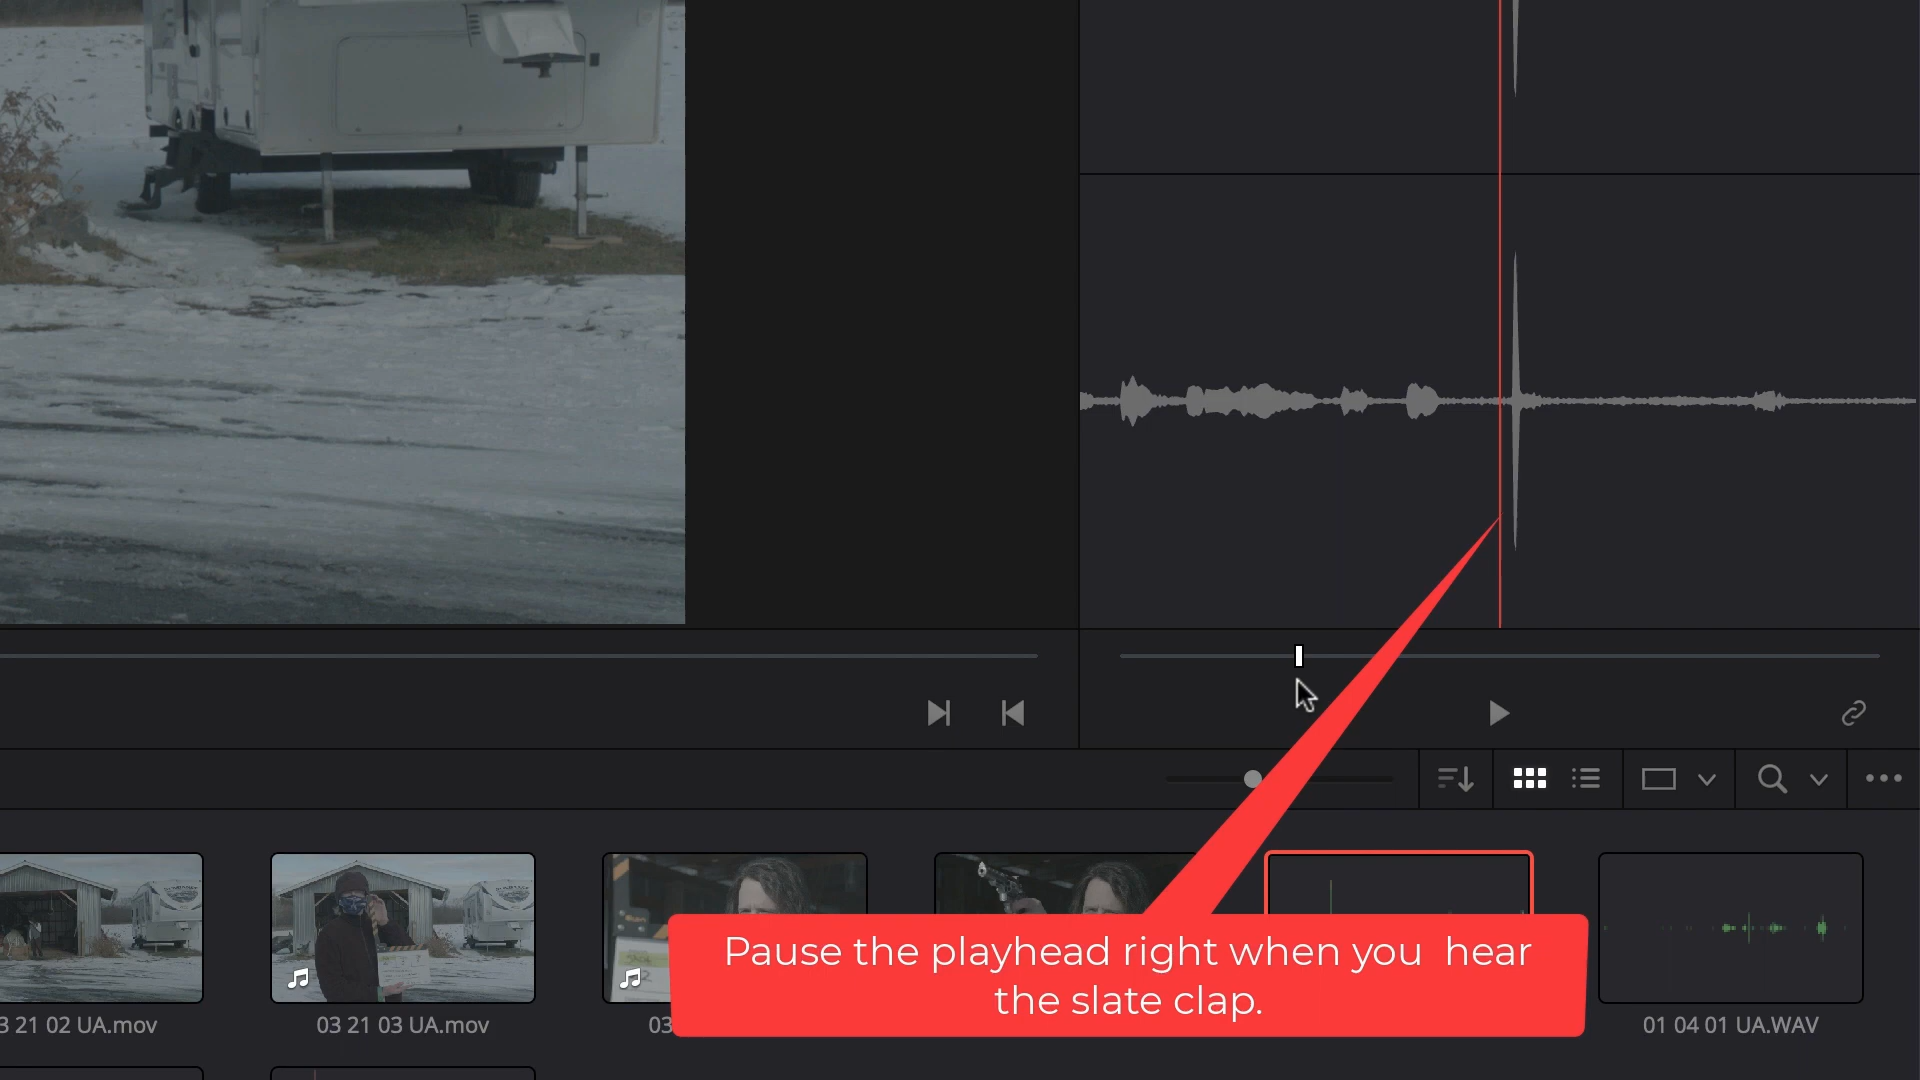 Pause the playhead right when you hear
the slate clap.
3 21 02 UA.mov
03 21 03 UA.mov
03
01 04 01 UA.WAV